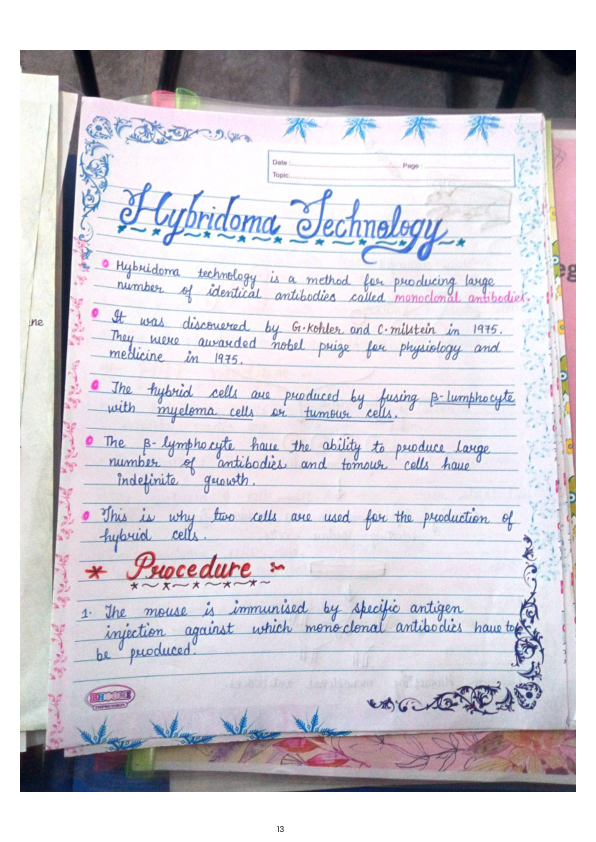 Date :
Page :
Topic
Hybridoma Technology
Hybridoma technology is a method for producing large
number of identical antibodies called monoclonal antibodies.
It was discovered by G.Kohler and C.milstein in 1975.
They were awarded nobel prize for physiology and
medicine in 1975.
The hybrid cells are produced by fusing β-lumphocyte
with myeloma cells or tumour cells.
The β-lymphocyte have the ability to produce large
number of antibodies and tomour cells have
indefinite growth.
This is why two cells are used for the production of
hybrid cells.
* Procedure :-
1. The mouse is immunised by specific antigen
injection against which monoclonal antibodies have to
be produced.
13